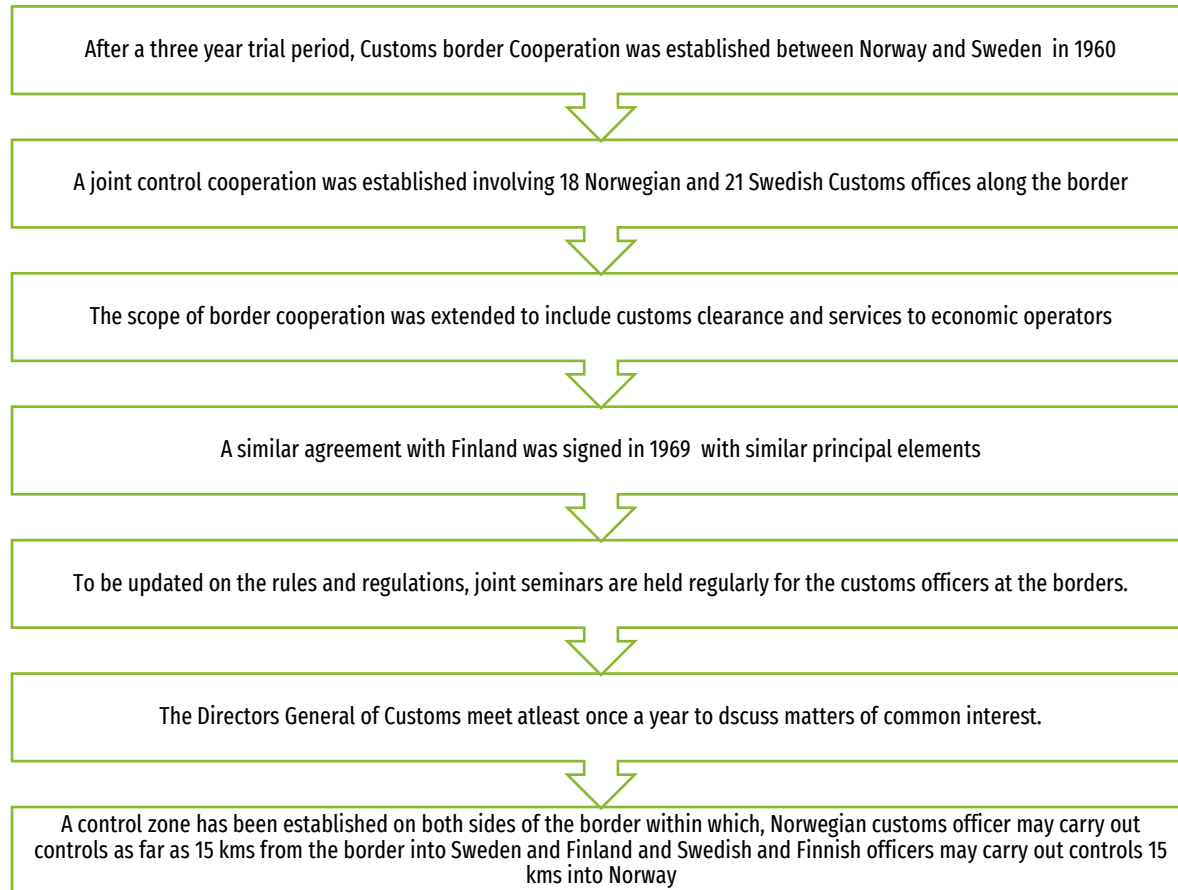 After a three year trial period, Customs border Cooperation was established between Norway and Sweden in 1960
A joint control cooperation was established involving 18 Norwegian and 21 Swedish Customs offices along the border
The scope of border cooperation was extended to include customs clearance and services to economic operators
A similar agreement with Finland was signed in 1969 with similar principal elements
To be updated on the rules and regulations, joint seminars are held regularly for the customs officers at the borders.
The Directors General of Customs meet atleast once a year to dscuss matters of common interest.
A control zone has been established on both sides of the border within which, Norwegian customs officer may carry out
controls as far as 15 kms from the border into Sweden and Finland and Swedish and Finnish officers may carry out controls 15
kms into Norway